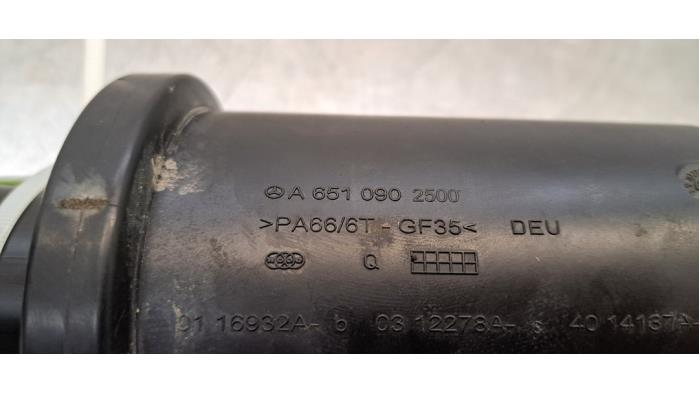 A 651 090 2500
>PA66/6T - GF35< DEU
Q
01 16932A- b 03 12278A- s 40 14167A-